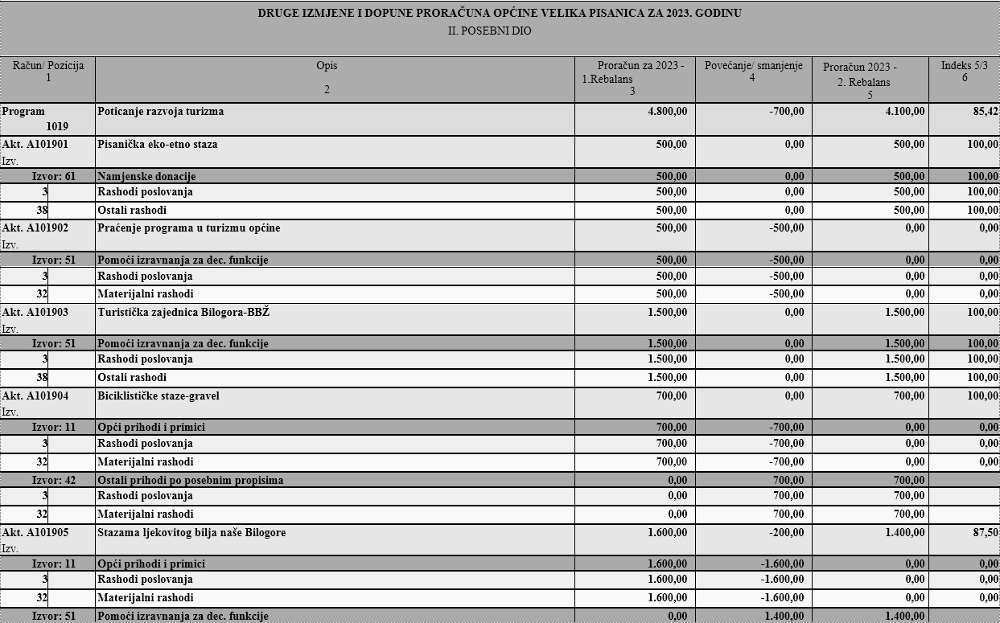 DRUGE IZMJENE I DOPUNE PRORAČUNA OPĆINE VELIKA PISANICA ZA 2023. GODINU
II. POSEBNI DIO
Račun/ Pozicija Opis Proračun za 2023 - Povećanje/ smanjenje Proračun 2023 - Indeks 5/3
1 2 1.Rebalans 4 2. Rebalans 6
3 5
Program Poticanje razvoja turizma 4.800,00 -700,00 4.100,00 85,42
1019
Akt. A101901 Pisanička eko-etno staza 500,00 0,00 500,00 100,00
Izv.
Izvor: 61 Namjenske donacije 500,00 0,00 500,00 100,00
3 Rashodi poslovanja 500,00 0,00 500,00 100,00
38 Ostali rashodi 500,00 0,00 500,00 100,00
Akt. A101902 Praćenje programa u turizmu općine 500,00 -500,00 0,00 0,00
Izv.
Izvor: 51 Pomoći izravnanja za dec. funkcije 500,00 -500,00 0,00 0,00
3 Rashodi poslovanja 500,00 -500,00 0,00 0,00
32 Materijalni rashodi 500,00 -500,00 0,00 0,00
Akt. A101903 Turistička zajednica Bilogora-BBŽ 1.500,00 0,00 1.500,00 100,00
Izv.
Izvor: 51 Pomoći izravnanja za dec. funkcije 1.500,00 0,00 1.500,00 100,00
3 Rashodi poslovanja 1.500,00 0,00 1.500,00 100,00
38 Ostali rashodi 1.500,00 0,00 1.500,00 100,00
Akt. A101904 Biciklističke staze-gravel 700,00 0,00 700,00 100,00
Izv.
Izvor: 11 Opći prihodi i primici 700,00 -700,00 0,00 0,00
3 Rashodi poslovanja 700,00 -700,00 0,00 0,00
32 Materijalni rashodi 700,00 -700,00 0,00 0,00
Izvor: 42 Ostali prihodi po posebnim propisima 0,00 700,00 700,00
3 Rashodi poslovanja 0,00 700,00 700,00
32 Materijalni rashodi 0,00 700,00 700,00
Akt. A101905 Stazama ljekovitog bilja naše Bilogore 1.600,00 -200,00 1.400,00 87,50
Izv.
Izvor: 11 Opći prihodi i primici 1.600,00 -1.600,00 0,00 0,00
3 Rashodi poslovanja 1.600,00 -1.600,00 0,00 0,00
32 Materijalni rashodi 1.600,00 -1.600,00 0,00 0,00
Izvor: 51 Pomoći izravnanja za dec. funkcije 0,00 1.400,00 1.400,00